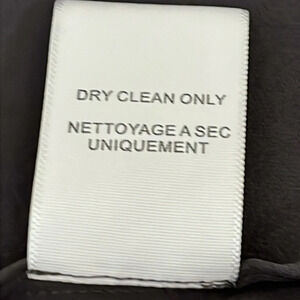 DRY CLEAN ONLY
NETTOYAGE A SEC
UNIQUEMENT